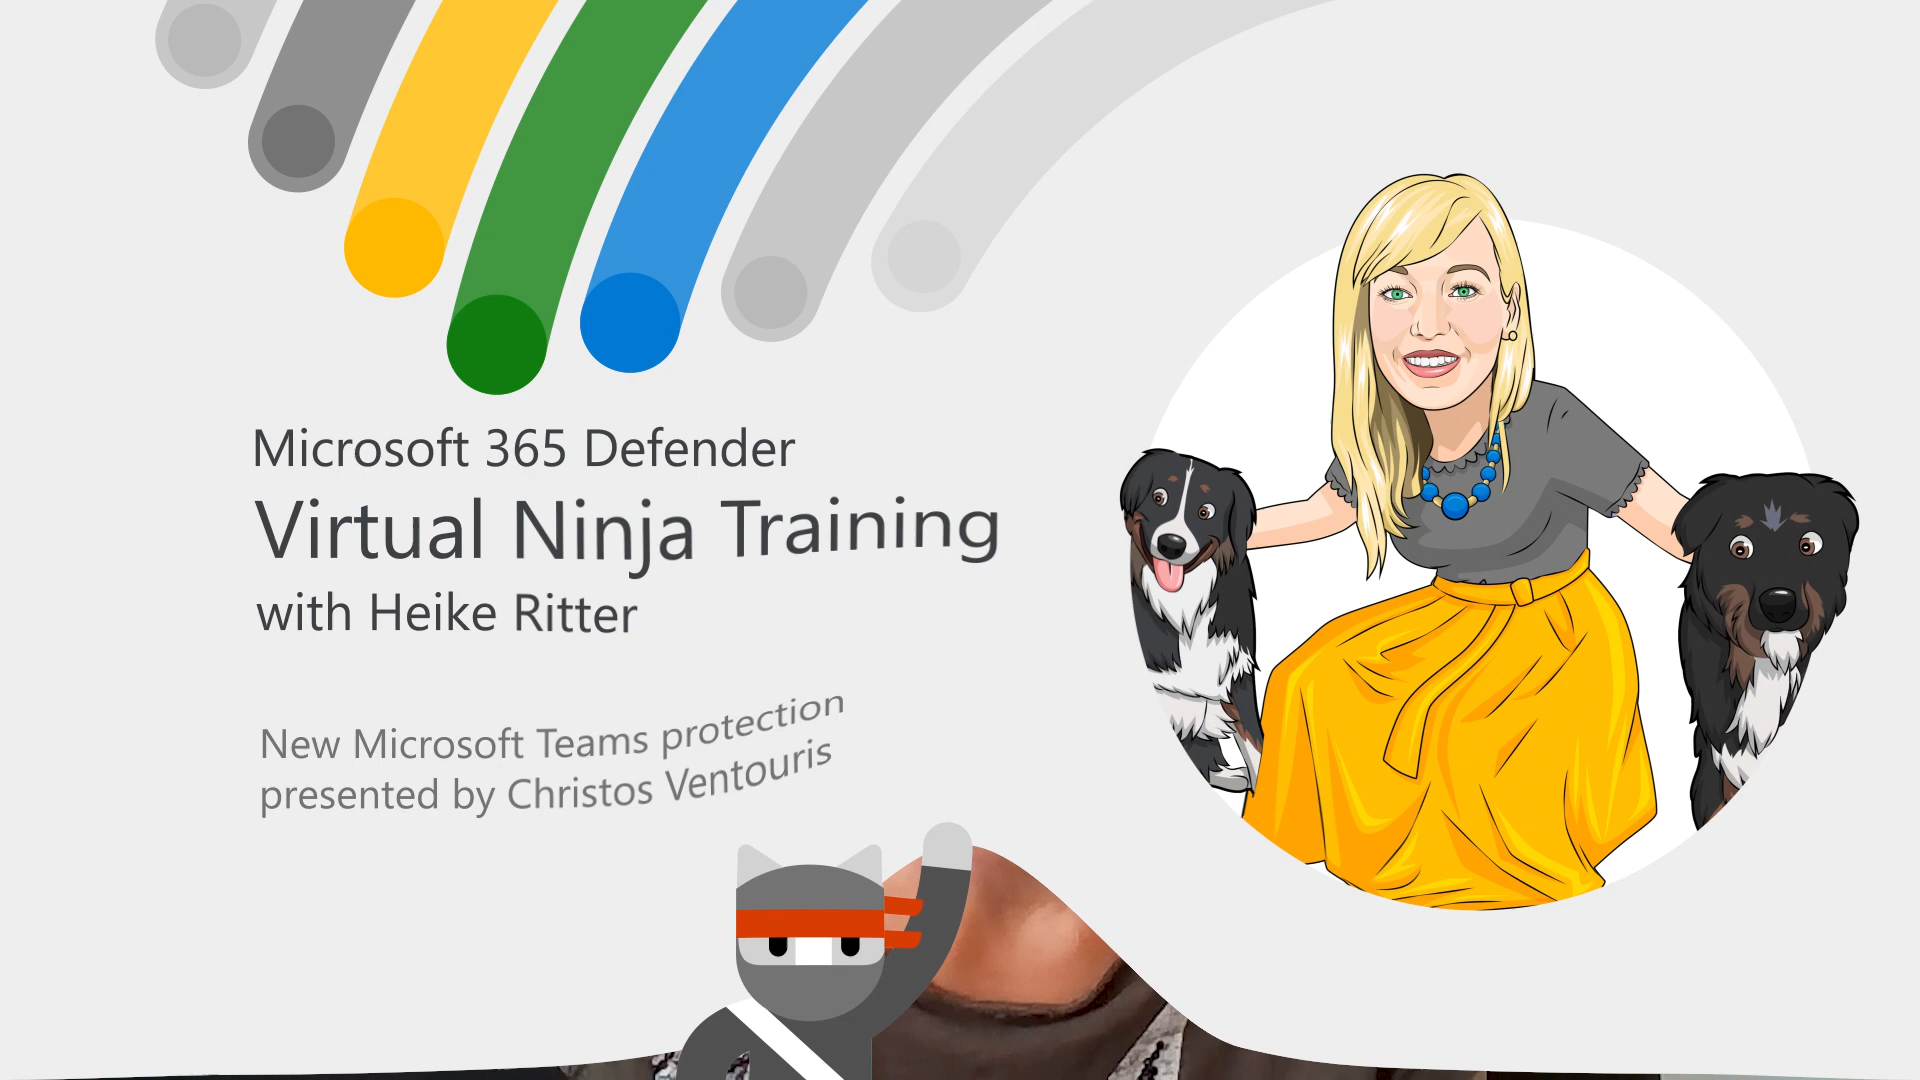 Microsoft 365 Defender
Virtual Ninja Training
with Heike Ritter
New Microsoft Teams protection
presented by Christos Ventouris